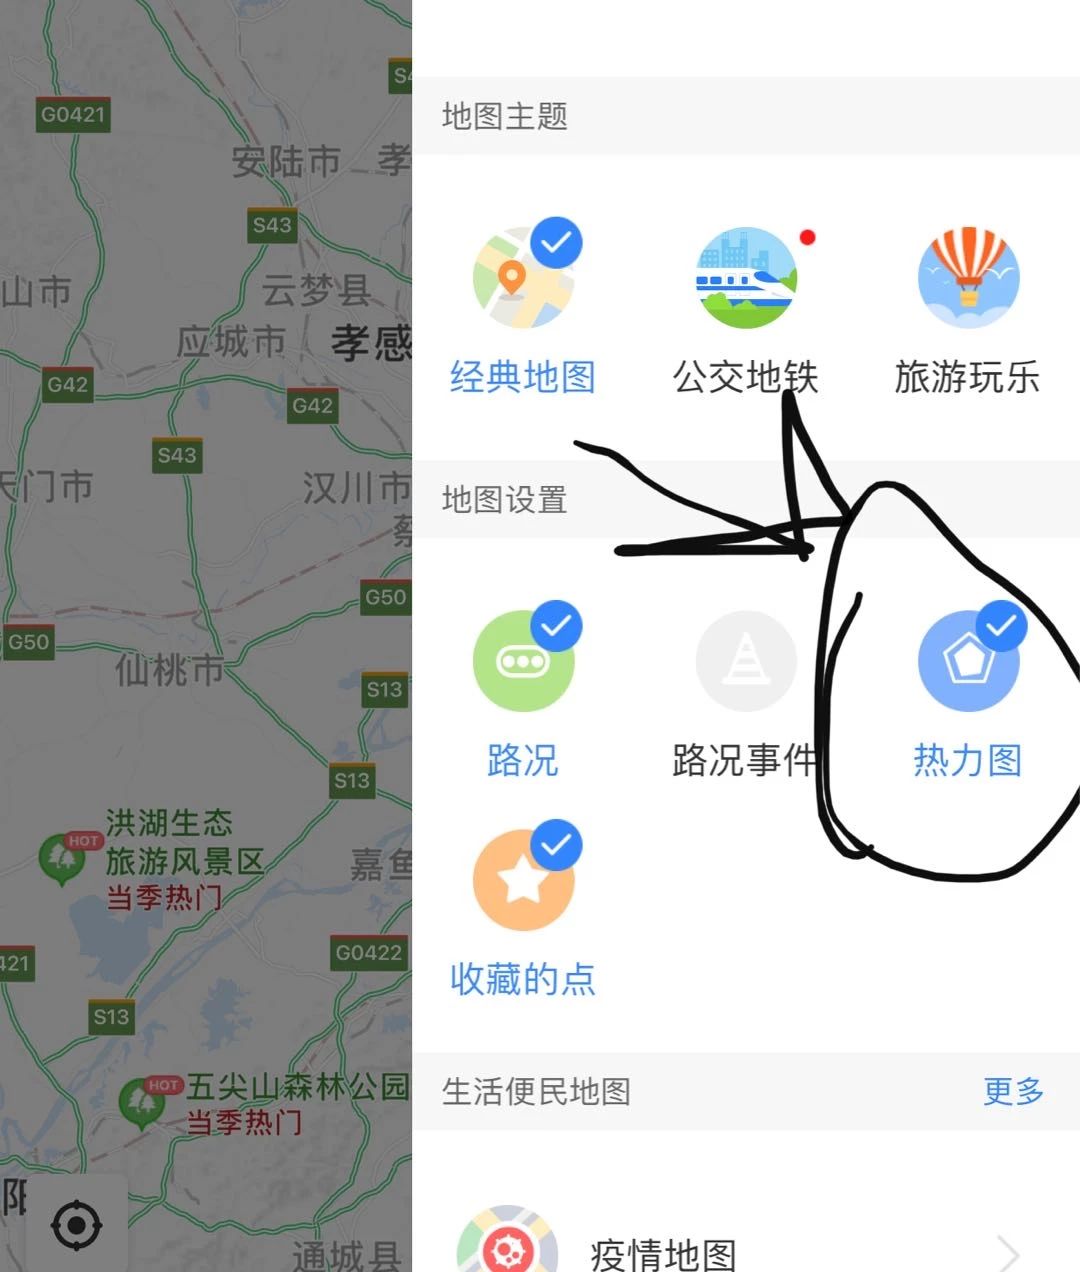 G0421
S4
安陆市
孝
S43
山市
云梦县
应城市
孝感
G42
G42
S43
天门市
汉川市
蔡
G50
G50
仙桃市
S13
S13
洪湖生态
旅游风景区
HOT
当季热门
嘉鱼
G0422
421
S13
五尖山森林公园
HOT
当季热门
阳
通城县
地图主题
经典地图
公交地铁
旅游玩乐
地图设置
路况
路况事件
热力图
收藏的点
生活便民地图
更多
疫情地图